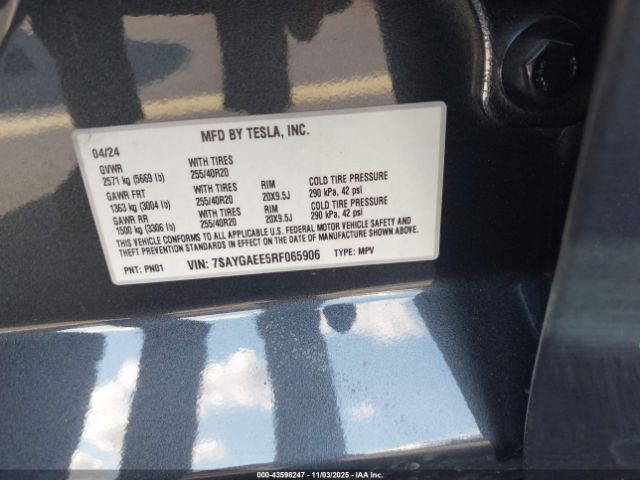 MFD BY TESLA, INC.
04/24
GVWR WITH TIRES
2571 kg (5669 lb) 255/40R20
GAWR FRT WITH TIRES RIM COLD TIRE PRESSURE
1363 kg (3004 lb) 255/40R20 20X9.5J 290 kPa, 42 psi
GAWR RR WITH TIRES RIM COLD TIRE PRESSURE
1500 kg (3306 lb) 255/40R20 20X9.5J 290 kPa, 42 psi
THIS VEHICLE CONFORMS TO ALL APPLICABLE U.S. FEDERAL MOTOR VEHICLE SAFETY AND
THEFT PREVENTION STANDARDS IN EFFECT ON THE DATE OF MANUFACTURE SHOWN ABOVE.
PNT: PN01 VIN: 7SAYGAEE5RF065906 TYPE: MPV
©STOCK#: 43598247 - 11/03/2025 - IAA Inc.